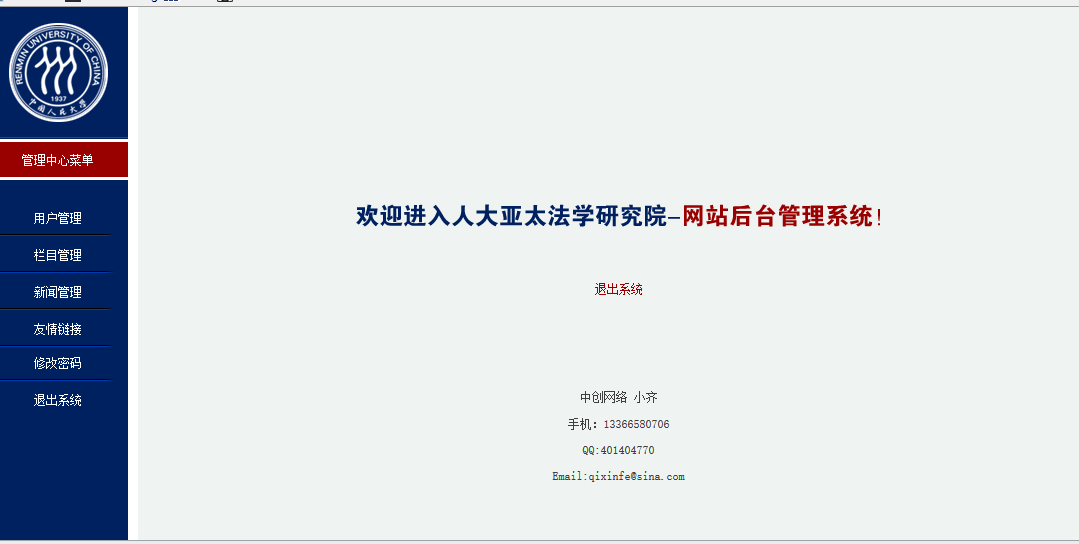 RENMIN UNIVERSITY OF CHINA
1937
中国人民大学
管理中心菜单
用户管理
栏目管理
新闻管理
友情链接
修改密码
退出系统
欢迎进入人大亚太法学研究院–网站后台管理系统!
退出系统
中创网络 小齐
手机：13366580706
QQ:401404770
Email:qixinfe@sina.com